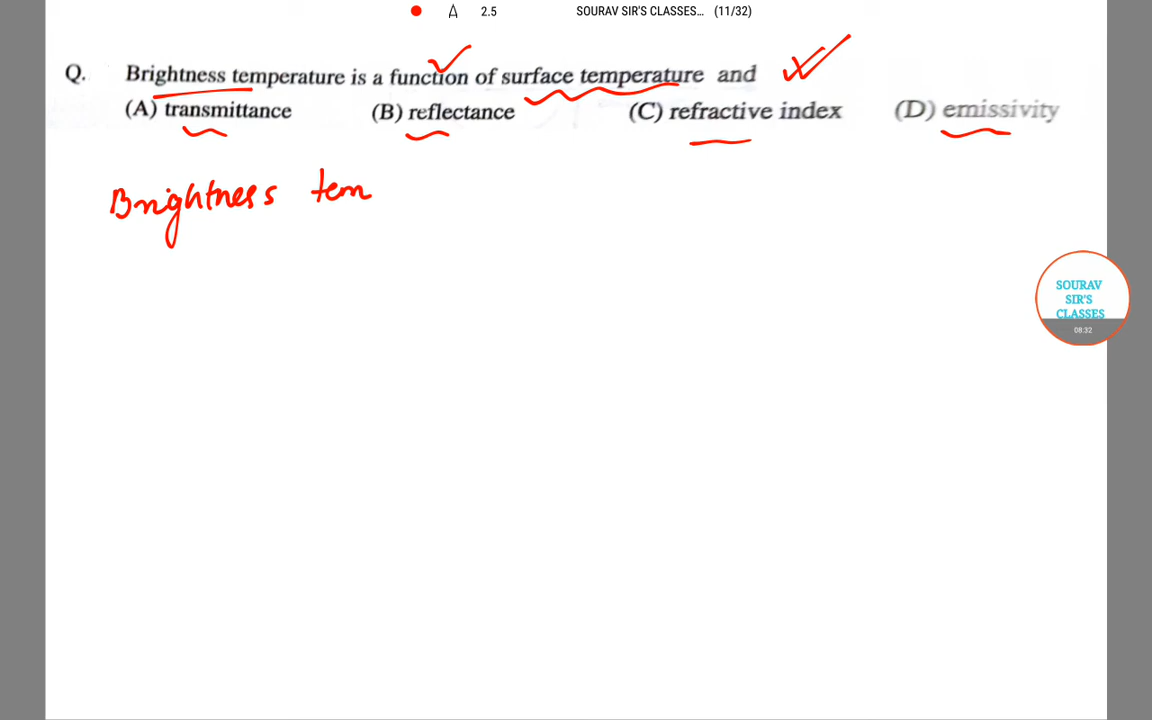 2.5 SOURAV SIR'S CLASSES... (11/32)
Q. Brightness temperature is a function of surface temperature and
(A) transmittance (B) reflectance (C) refractive index (D) emissivity
Brightness tem
SOURAV
SIR'S
CLASSES
08:32